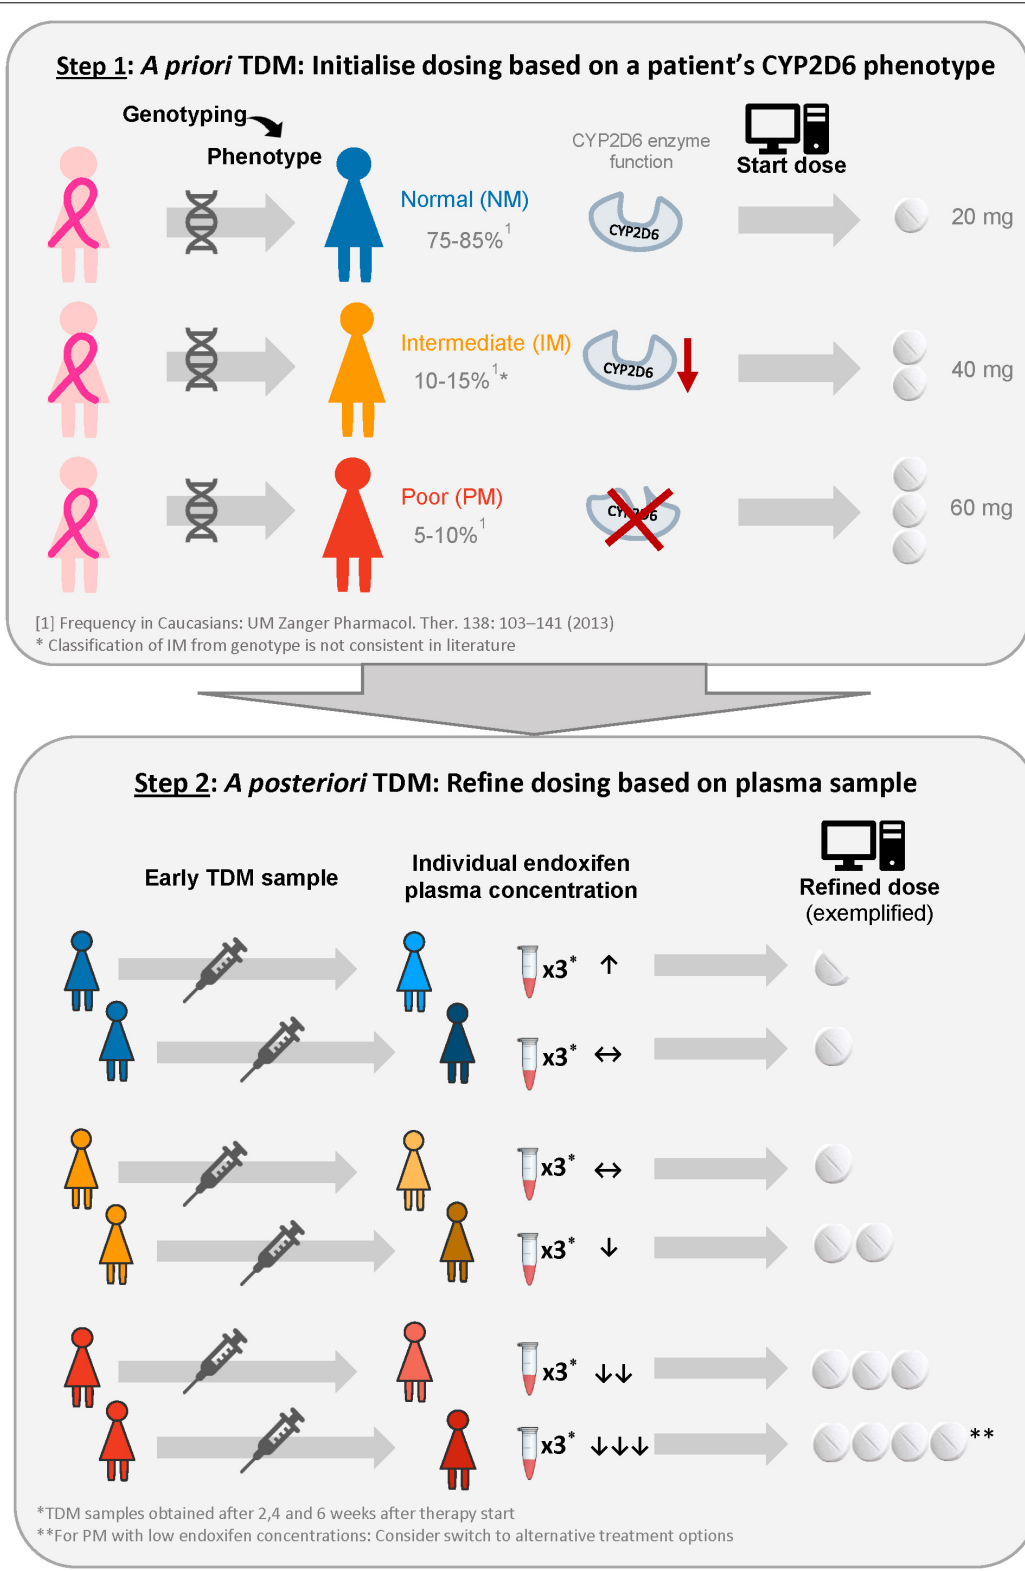 Step 1: A priori TDM: Initialise dosing based on a patient's CYP2D6 phenotype
Genotyping
Phenotype
CYP2D6 enzyme
function
Start dose
Normal (NM)
75-85%1
CYP2D6
20 mg
Intermediate (IM)
10-15%1*
CYP2D6
40 mg
Poor (PM)
5-10%1
CYP2D6
60 mg
[1] Frequency in Caucasians: UM Zanger Pharmacol. Ther. 138: 103–141 (2013)
* Classification of IM from genotype is not consistent in literature
Step 2: A posteriori TDM: Refine dosing based on plasma sample
Early TDM sample
Individual endoxifen
plasma concentration
Refined dose
(exemplified)
x3* ↑
x3* ↔
x3* ↔
x3* ↓
x3* ↓↓
x3* ↓↓↓
**
*TDM samples obtained after 2,4 and 6 weeks after therapy start
**For PM with low endoxifen concentrations: Consider switch to alternative treatment options